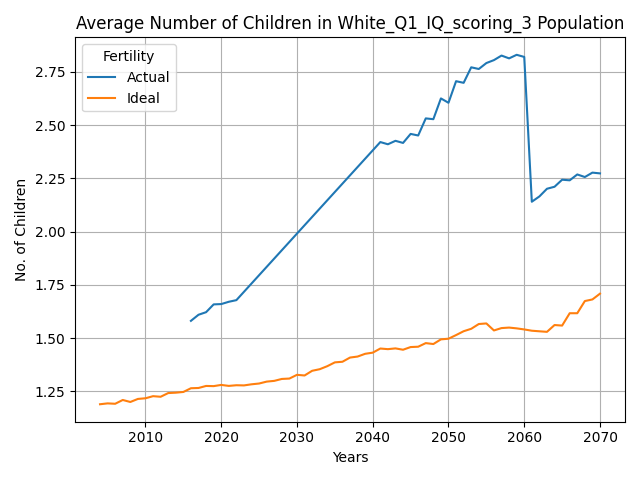 Average Number of Children in White_Q1_IQ_scoring_3 Population
Fertility
Actual
Ideal
No. of Children
2.75
2.50
2.25
2.00
1.75
1.50
1.25
2010 2020 2030 2040 2050 2060 2070
Years